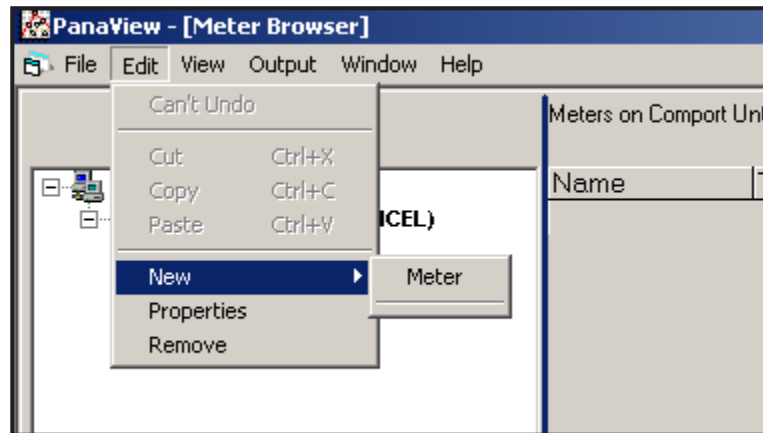 PanaView - [Meter Browser]
File Edit View Output Window Help
Can't Undo
Meters on Comport Unt
Cut Ctrl+X
Name
Copy Ctrl+C
Paste Ctrl+V
ICEL)
New Meter
Properties
Remove